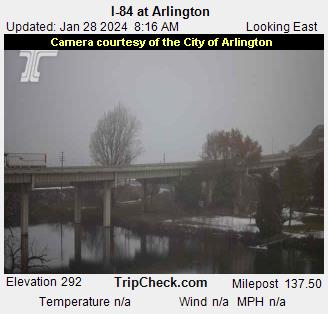 I-84 at Arlington
Updated: Jan 28 2024 8:16 AM Looking East
Camera courtesy of the City of Arlington
Elevation 292 TripCheck.com Milepost 137.50
Temperature n/a Wind n/a MPH n/a